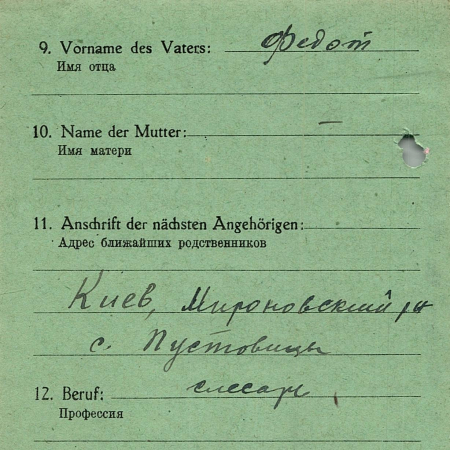 9. Vorname des Vaters: Федот
Имя отца
10. Name der Mutter: —
Имя матери
11. Anschrift der nächsten Angehörigen:
Адрес ближайших родственников
Киев, Мироновский р-н
с. Пустовицы
12. Beruf: слесарь
Профессия